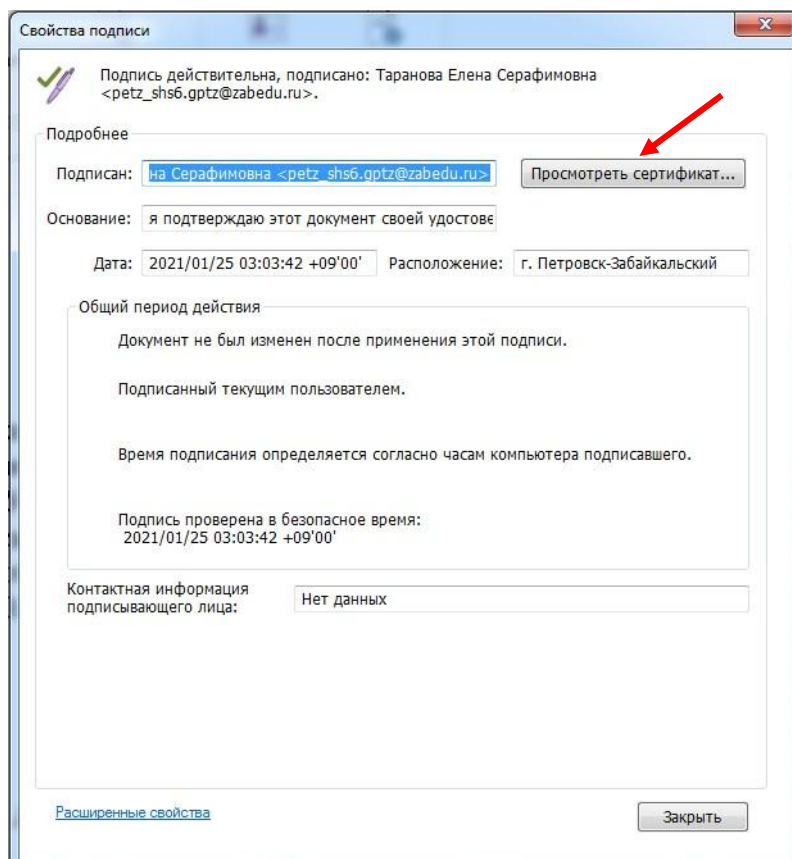 Свойства подписи
Подпись действительна, подписано: Таранова Елена Серафимовна
<petz_shs6.gptz@zabedu.ru>.
Подробнее
Подписан: на Серафимовна <petz_shs6.gptz@zabedu.ru> Просмотреть сертификат...
Основание: я подтверждаю этот документ своей удостове
Дата: 2021/01/25 03:03:42 +09'00' Расположение: г. Петровск-Забайкальский
Общий период действия
Документ не был изменен после применения этой подписи.
Подписанный текущим пользователем.
Время подписания определяется согласно часам компьютера подписавшего.
Подпись проверена в безопасное время:
2021/01/25 03:03:42 +09'00'
Контактная информация
подписывающего лица: Нет данных
Расширенные свойства Закрыть